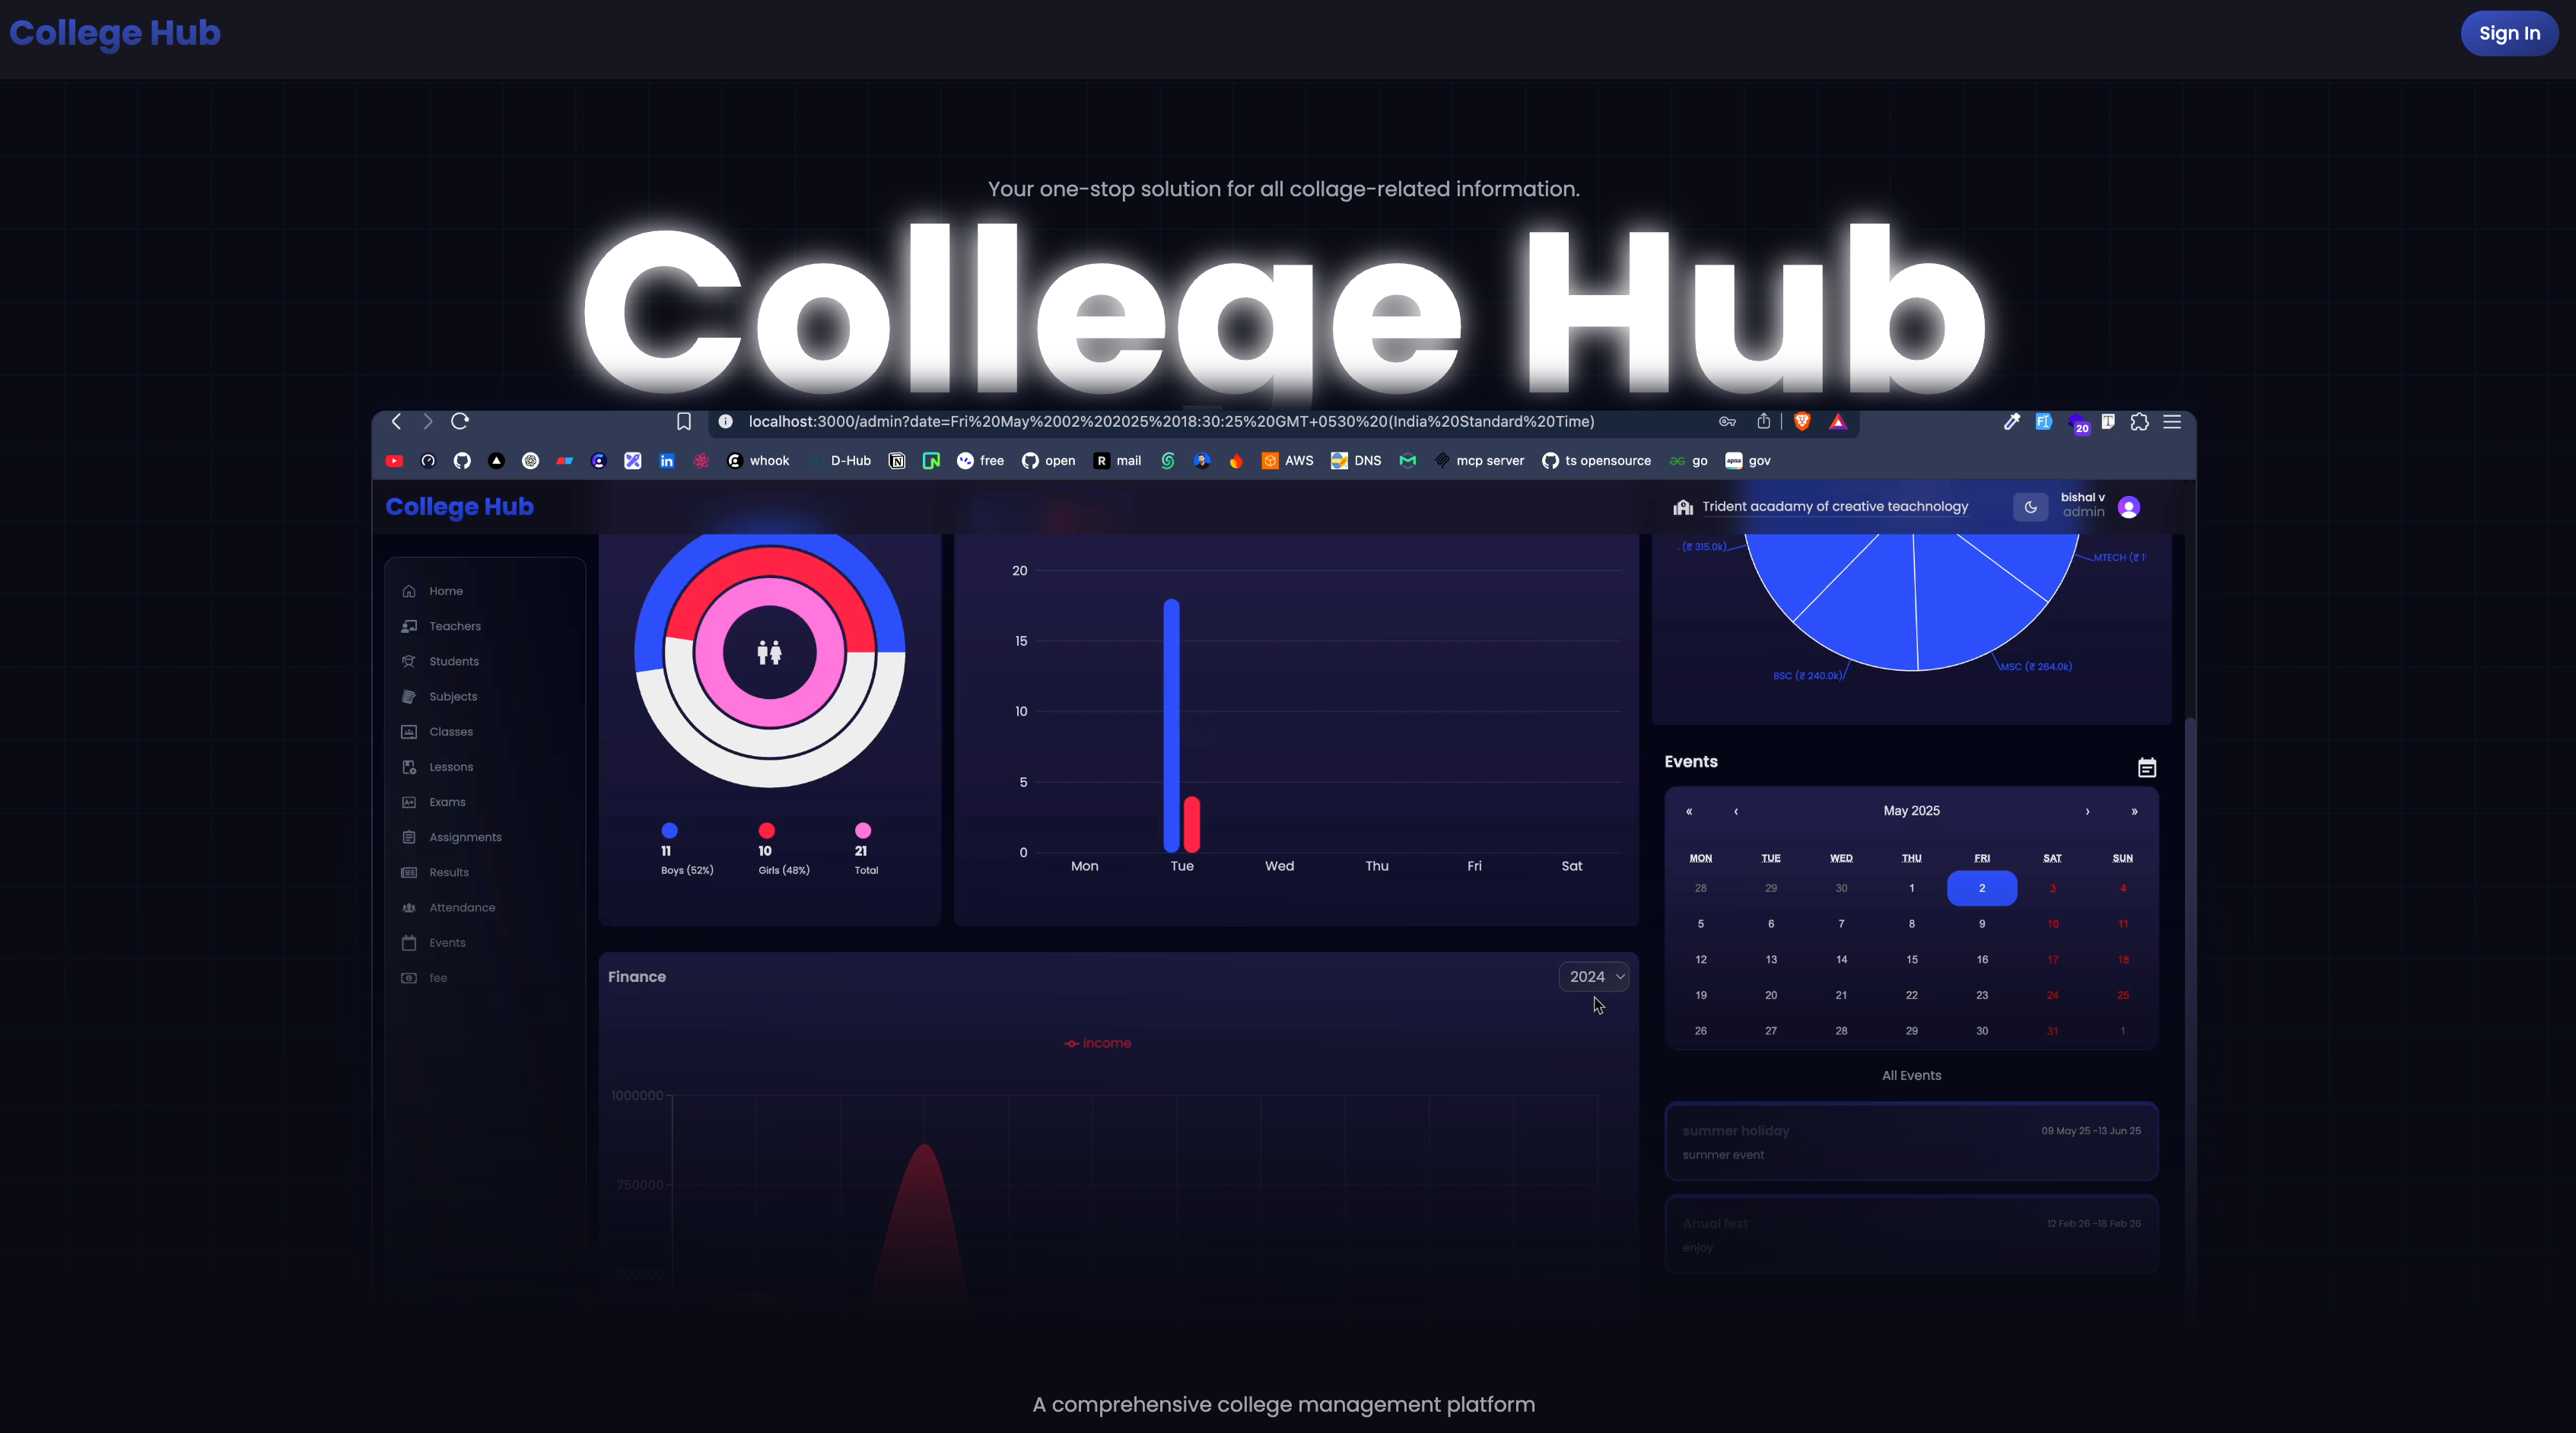 College Hub
Sign In
Your one-stop solution for all collage-related information.
College Hub
localhost:3000/admin?date=Fri%20May%2002%202025%2018:30:25%20GMT+0530%20(India%20Standard%20Time)
20
whook
D-Hub
free
open
mail
AWS
DNS
mcp server
ts opensource
go
gov
College Hub
Trident acadamy of creative teachnology
bishal v
admin
Home
Teachers
Students
Subjects
Classes
Lessons
Exams
Assignments
Results
Attendance
Events
fee
11
Boys (52%)
10
Girls (48%)
21
Total
20
15
10
5
0
Mon Tue Wed Thu Fri Sat
(₹ 315.0k)
MTECH (₹
BSC (₹ 240.0k)
MSC (₹ 264.0k)
Finance
2024
income
1000000
750000
500000
Events
« ‹ May 2025 › »
MON TUE WED THU FRI SAT SUN
28 29 30 1 2 3 4
5 6 7 8 9 10 11
12 13 14 15 16 17 18
19 20 21 22 23 24 25
26 27 28 29 30 31 1
All Events
summer holiday
09 May 25 -13 Jun 25
summer event
Anual fest
12 Feb 26 -18 Feb 26
enjoy
A comprehensive college management platform